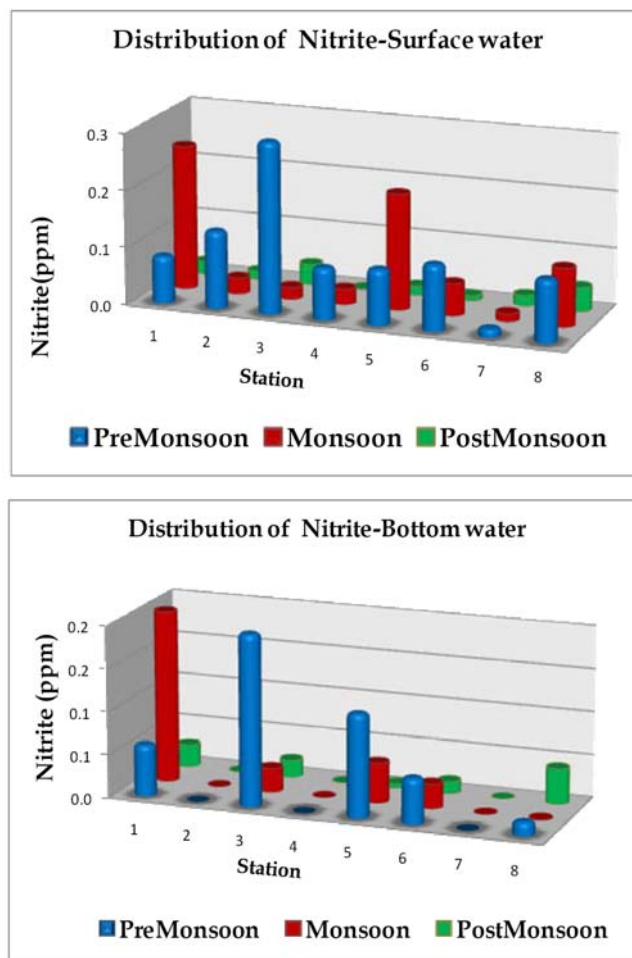 Distribution of Nitrite-Surface water
0.3
0.2
0.1
0.0
Nitrite(ppm)
1 2 3 4 5 6 7 8
Station
PreMonsoon Monsoon PostMonsoon
Distribution of Nitrite-Bottom water
0.2
0.2
0.1
0.1
0.0
Nitrite (ppm)
1 2 3 4 5 6 7 8
Station
PreMonsoon Monsoon PostMonsoon